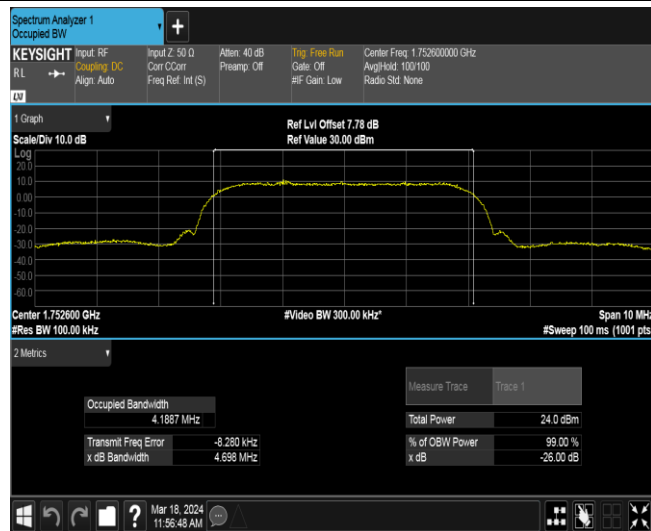 Spectrum Analyzer 1
Occupied BW
KEYSIGHT
R L
LXI
Input: RF
Coupling: DC
Align: Auto
Input Z: 50 Ω
Corr CCorr
Freq Ref: Int (S)
Atten: 40 dB
Preamp: Off
Trig: Free Run
Gate: Off
#IF Gain: Low
Center Freq: 1.752600000 GHz
Avg|Hold: 100/100
Radio Std: None
1 Graph
Scale/Div 10.0 dB
Ref Lvl Offset 7.78 dB
Ref Value 30.00 dBm
Log
20.0
10.0
0.00
-10.0
-20.0
-30.0
-40.0
-50.0
-60.0
Center 1.752600 GHz
#Res BW 100.00 kHz
#Video BW 300.00 kHz*
Span 10 MHz
#Sweep 100 ms (1001 pts
2 Metrics
Measure Trace Trace 1
Occupied Bandwidth
4.1887 MHz
Total Power 24.0 dBm
Transmit Freq Error -8.280 kHz
% of OBW Power 99.00 %
x dB Bandwidth 4.698 MHz
x dB -26.00 dB
?
Mar 18, 2024
11:56:48 AM